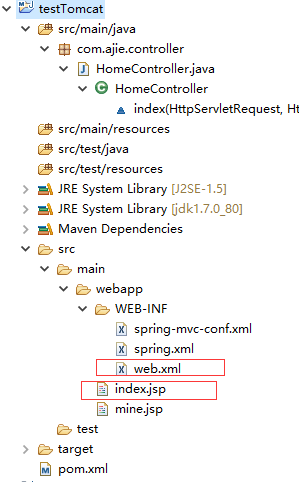 testTomcat
src/main/java
com.ajie.controller
HomeController.java
HomeController
index(HttpServletRequest, Ht
src/main/resources
src/test/java
src/test/resources
JRE System Library [J2SE-1.5]
JRE System Library [jdk1.7.0_80]
Maven Dependencies
src
main
webapp
WEB-INF
spring-mvc-conf.xml
spring.xml
web.xml
index.jsp
mine.jsp
test
target
pom.xml